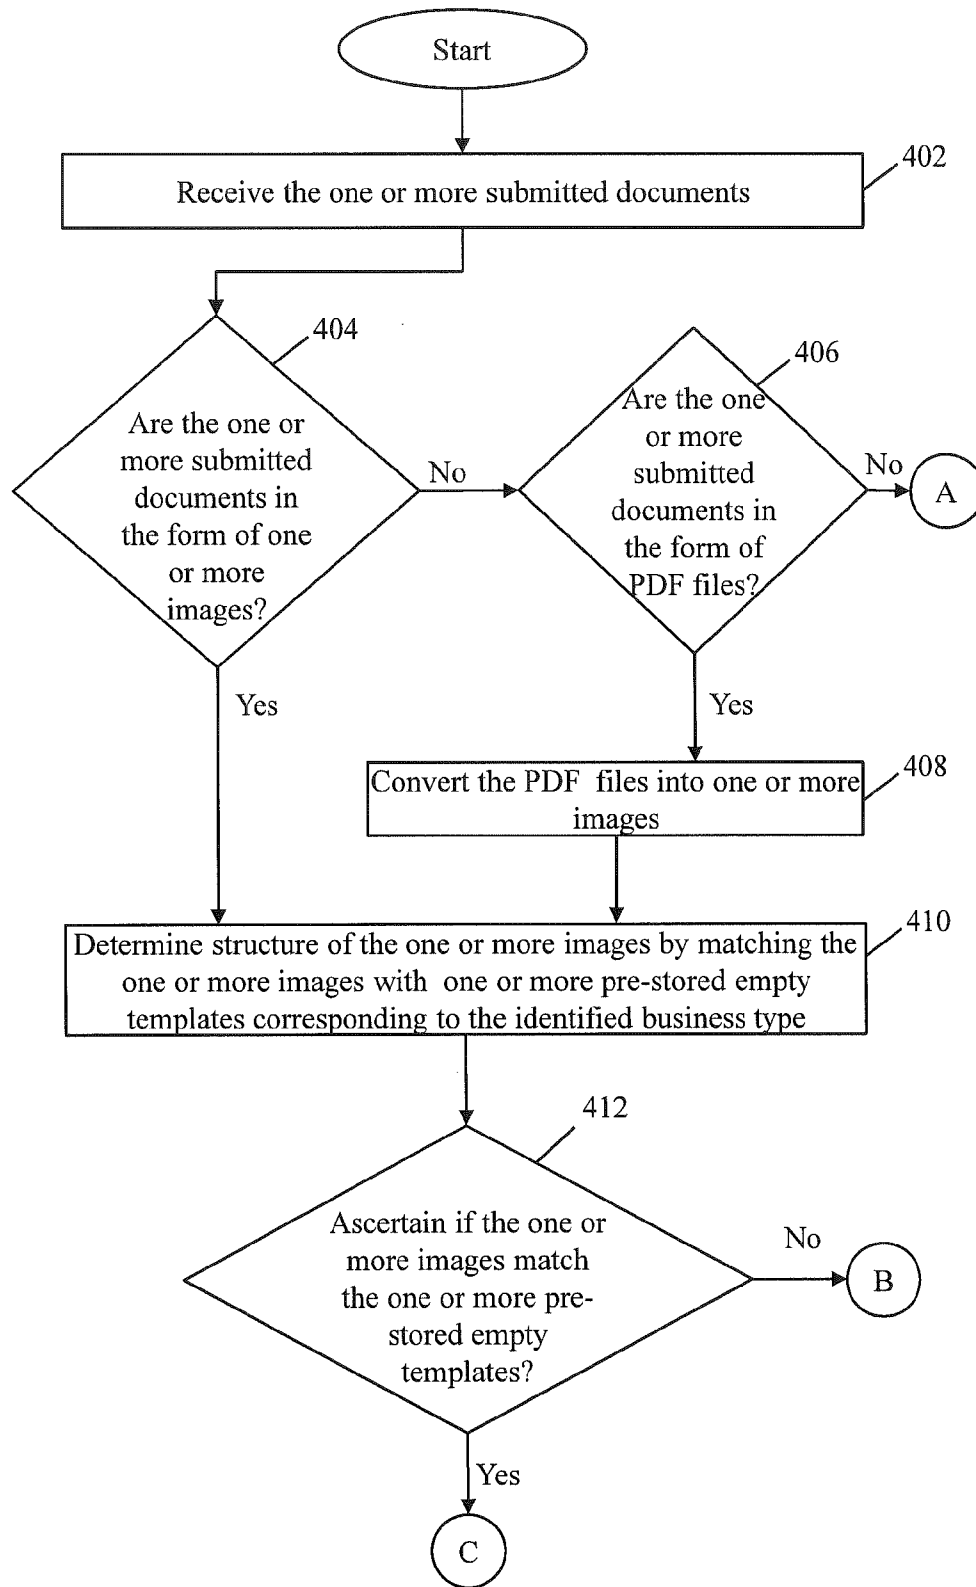 Start
402
Receive the one or more submitted documents
404
Are the one or
more submitted
documents in
the form of one
or more
images?
No
406
Are the one
or more
submitted
documents in
the form of
PDF files?
No
A
Yes
Yes
408
Convert the PDF files into one or more
images
410
Determine structure of the one or more images by matching the
one or more images with one or more pre-stored empty
templates corresponding to the identified business type
412
Ascertain if the one or
more images match
the one or more pre-
stored empty
templates?
No
B
Yes
C